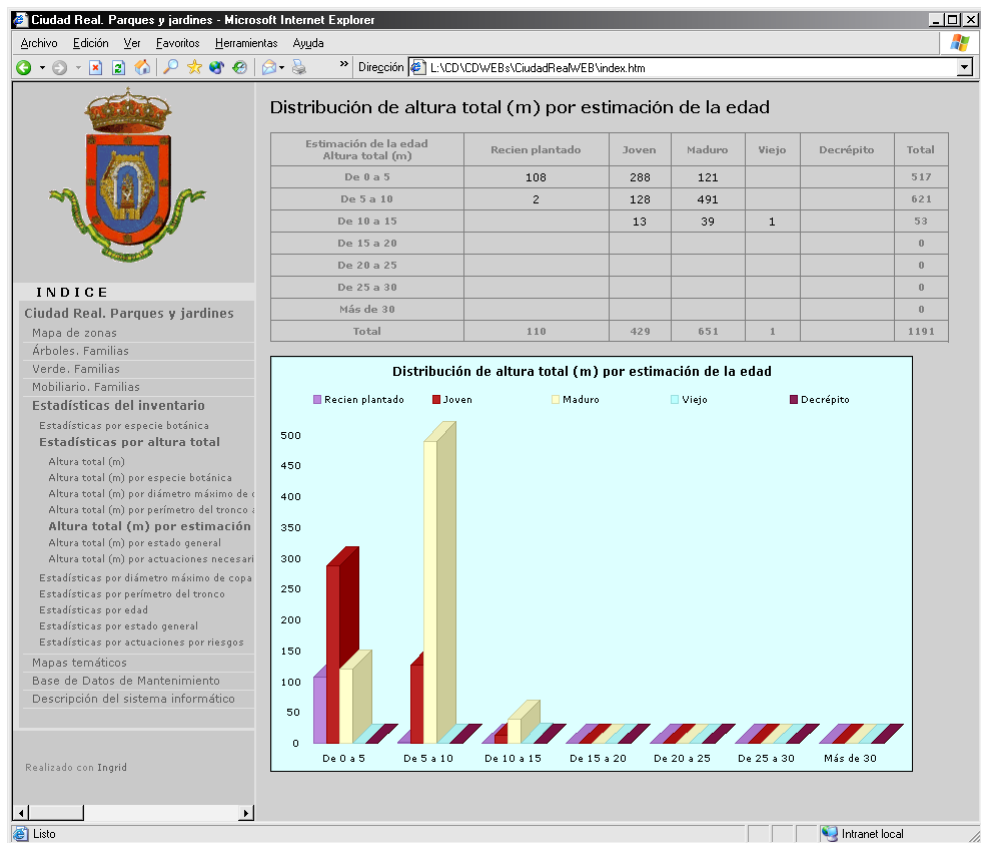 Ciudad Real. Parques y jardines - Microsoft Internet Explorer
Archivo Edición Ver Favoritos Herramientas Ayuda
» Dirección L:\CD\CDWEBs\CiudadRealWEB\index.htm
INDICE
Ciudad Real. Parques y jardines
Mapa de zonas
Árboles. Familias
Verde. Familias
Mobiliario. Familias
Estadísticas del inventario
Estadísticas por especie botánica
Estadísticas por altura total
Altura total (m)
Altura total (m) por especie botánica
Altura total (m) por diámetro máximo de c
Altura total (m) por perímetro del tronco a
Altura total (m) por estimación
Altura total (m) por estado general
Altura total (m) por actuaciones necesari
Estadísticas por diámetro máximo de copa
Estadísticas por perímetro del tronco
Estadísticas por edad
Estadísticas por estado general
Estadísticas por actuaciones por riesgos
Mapas temáticos
Base de Datos de Mantenimiento
Descripción del sistema informático
Realizado con Ingrid
Distribución de altura total (m) por estimación de la edad
Estimación de la edad
Altura total (m) Recien plantado Joven Maduro Viejo Decrépito Total
De 0 a 5 108 288 121 517
De 5 a 10 2 128 491 621
De 10 a 15 13 39 1 53
De 15 a 20 0
De 20 a 25 0
De 25 a 30 0
Más de 30 0
Total 110 429 651 1 1191
Distribución de altura total (m) por estimación de la edad
Recien plantado Joven Maduro Viejo Decrépito
500
450
400
350
300
250
200
150
100
50
0
De 0 a 5 De 5 a 10 De 10 a 15 De 15 a 20 De 20 a 25 De 25 a 30 Más de 30
Listo Intranet local